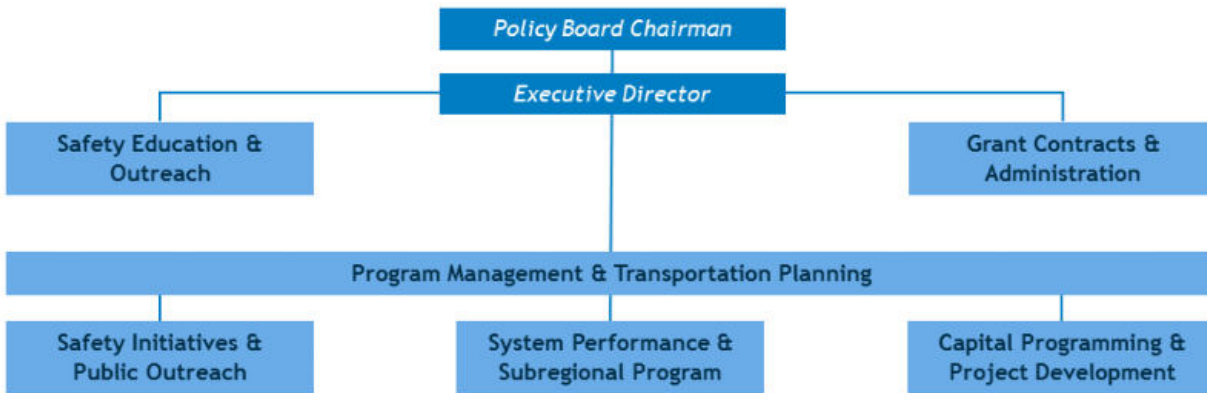 Policy Board Chairman
Executive Director
Safety Education &
Outreach
Grant Contracts &
Administration
Program Management & Transportation Planning
Safety Initiatives &
Public Outreach
System Performance &
Subregional Program
Capital Programming &
Project Development